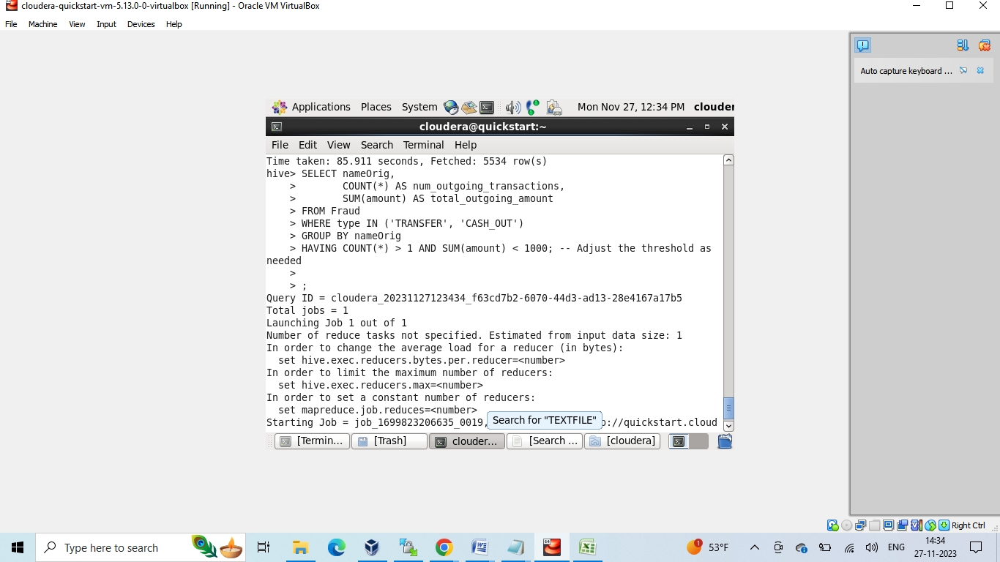 cloudera-quickstart-vm-5.13.0-0-virtualbox [Running] - Oracle VM VirtualBox
File Machine View Input Devices Help
Auto capture keyboard ...
Applications Places System Mon Nov 27, 12:34 PM clouder
cloudera@quickstart:~
File Edit View Search Terminal Help
Time taken: 85.911 seconds, Fetched: 5534 row(s)
hive> SELECT nameOrig,
    >        COUNT(*) AS num_outgoing_transactions,
    >        SUM(amount) AS total_outgoing_amount
    > FROM Fraud
    > WHERE type IN ('TRANSFER', 'CASH_OUT')
    > GROUP BY nameOrig
    > HAVING COUNT(*) > 1 AND SUM(amount) < 1000; -- Adjust the threshold as
needed
    >
    > ;
Query ID = cloudera_20231127123434_f63cd7b2-6070-44d3-ad13-28e4167a17b5
Total jobs = 1
Launching Job 1 out of 1
Number of reduce tasks not specified. Estimated from input data size: 1
In order to change the average load for a reducer (in bytes):
  set hive.exec.reducers.bytes.per.reducer=<number>
In order to limit the maximum number of reducers:
  set hive.exec.reducers.max=<number>
In order to set a constant number of reducers:
  set mapreduce.job.reduces=<number>
Search for "TEXTFILE"
Starting Job = job_1699823206635_0019, p://quickstart.cloud
[Termin... [Trash] clouder... [Search ... [cloudera]
Right Ctrl
Type here to search 53°F ENG 14:34
27-11-2023